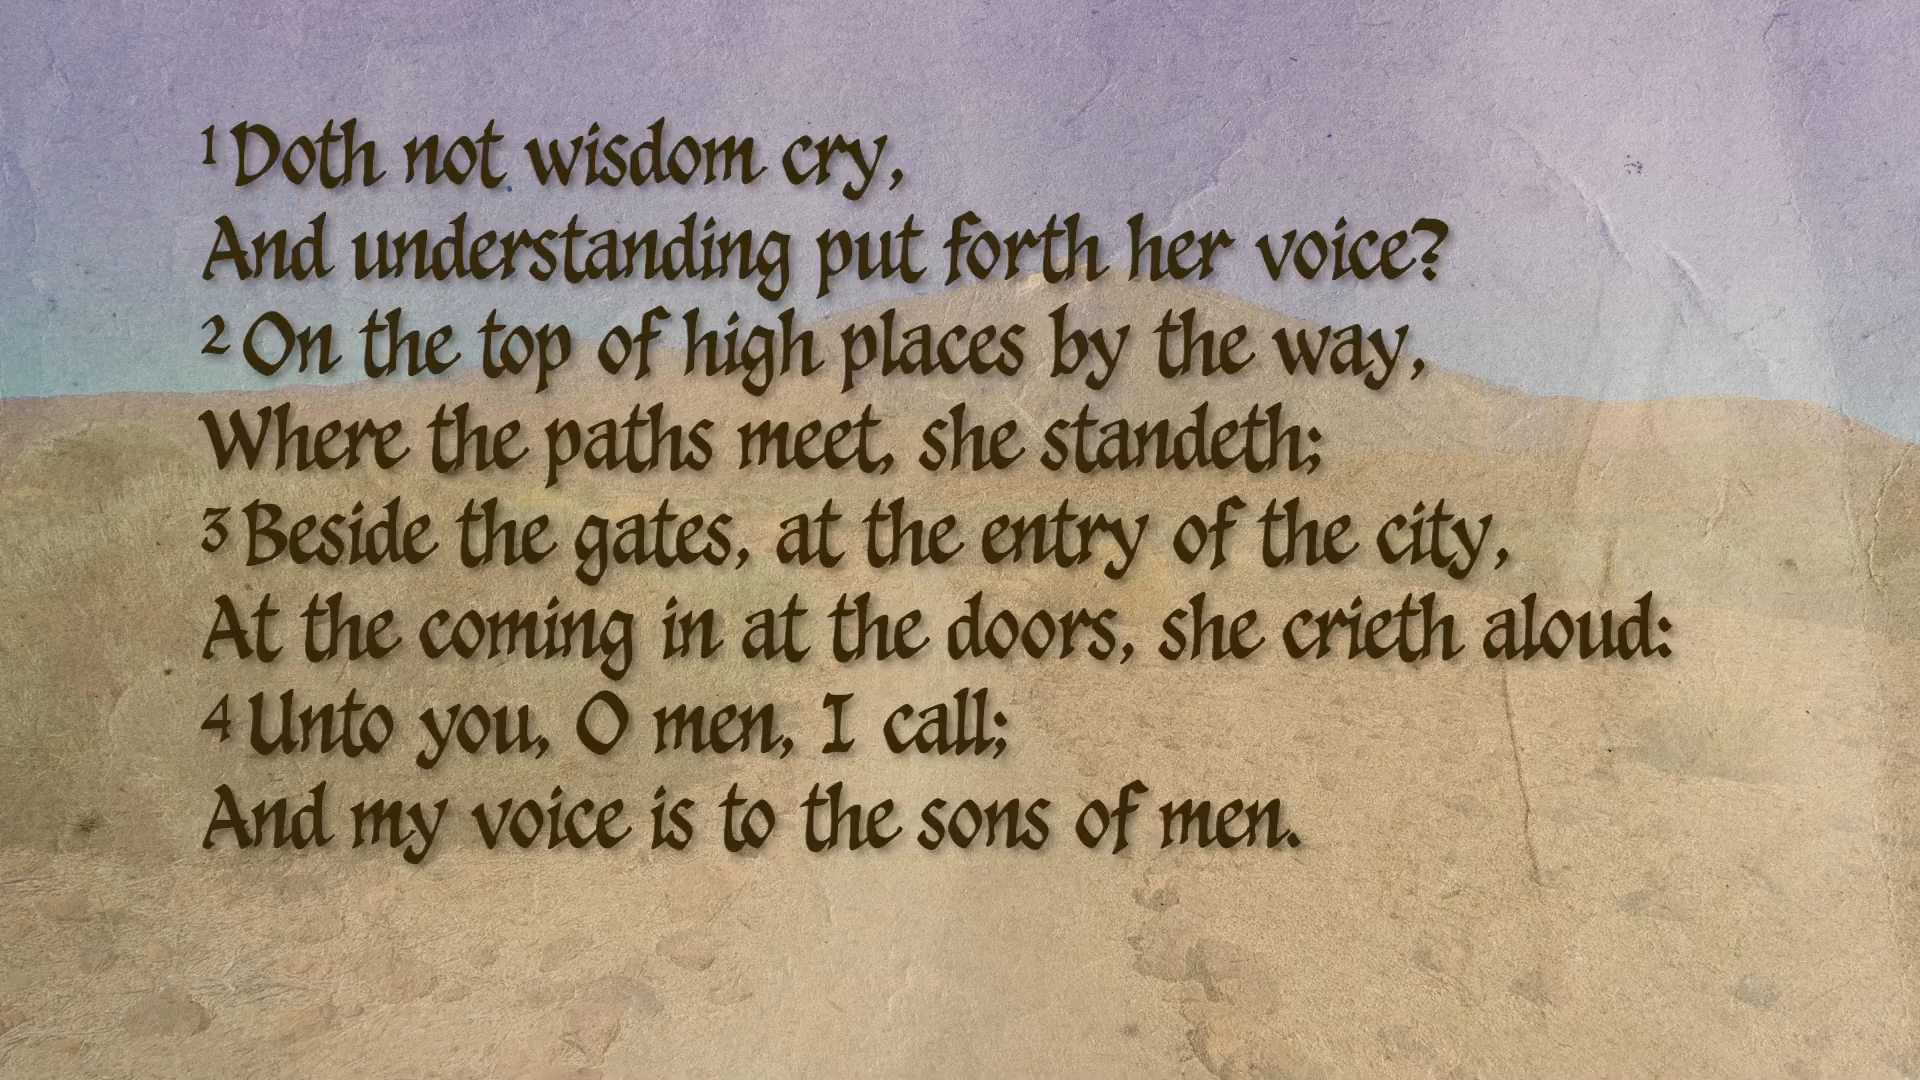 1 Doth not wisdom cry,
And understanding put forth her voice?
2 On the top of high places by the way,
Where the paths meet, she standeth;
3 Beside the gates, at the entry of the city,
At the coming in at the doors, she crieth aloud:
4 Unto you, O men, I call;
And my voice is to the sons of men.